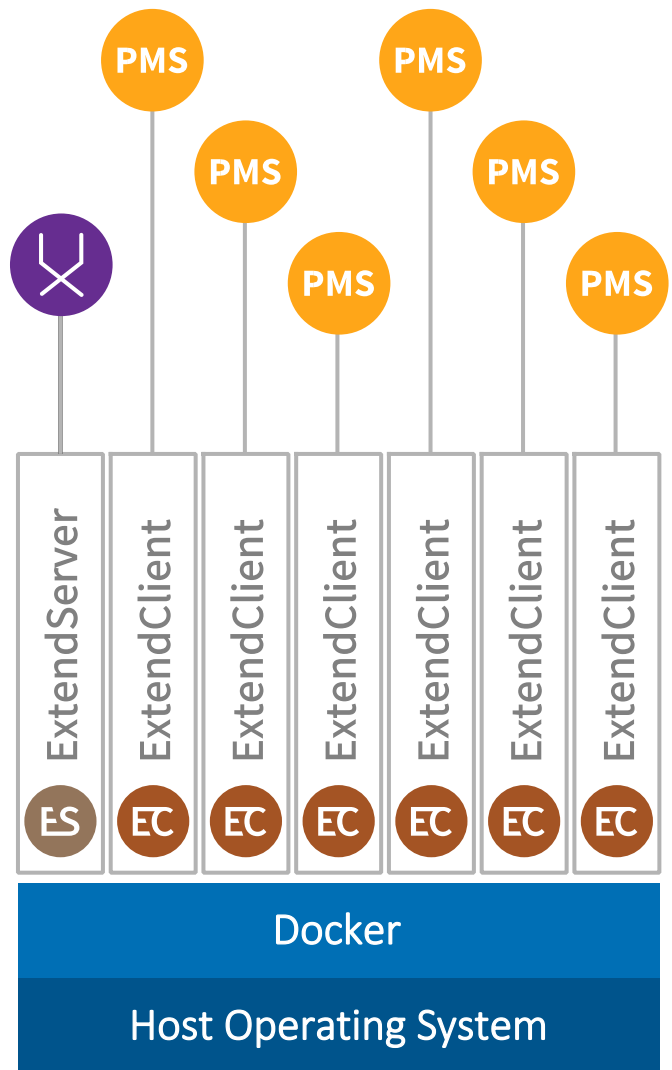 PMS
PMS
PMS
PMS
PMS
PMS
ExtendServer
ExtendClient
ExtendClient
ExtendClient
ExtendClient
ExtendClient
ExtendClient
ES
EC
EC
EC
EC
EC
EC
Docker
Host Operating System